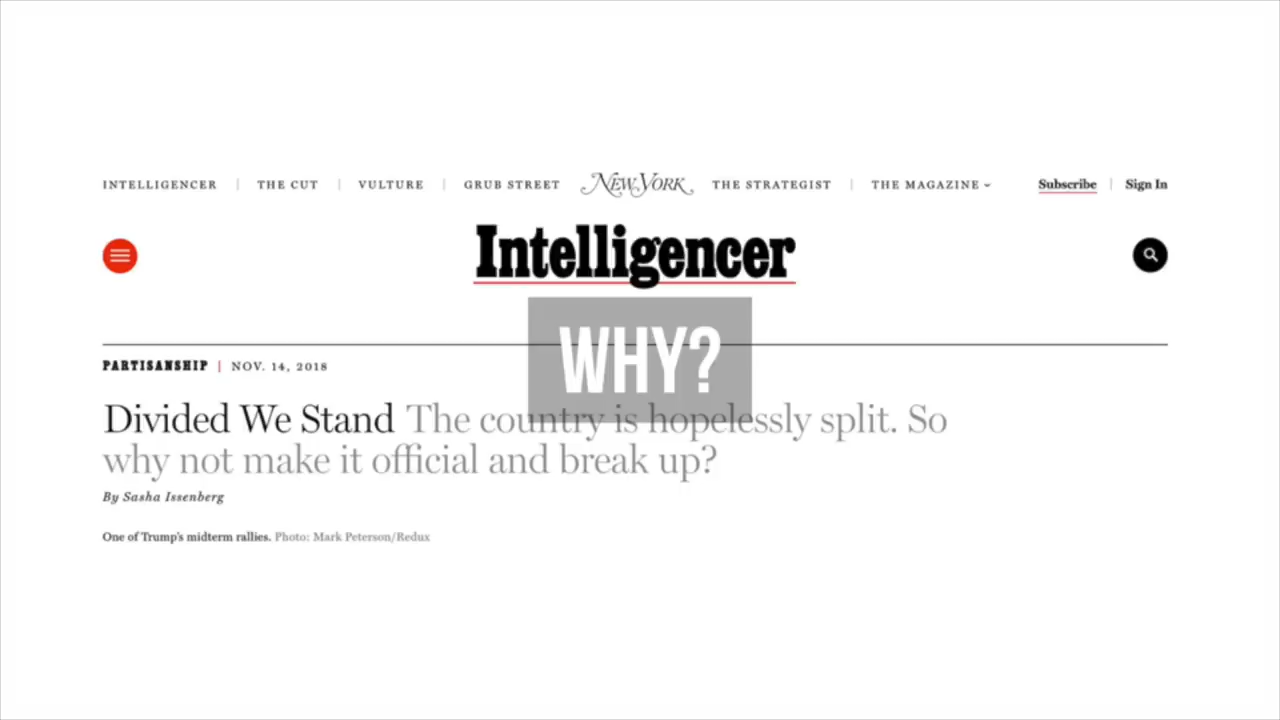 INTELLIGENCER | THE CUT | VULTURE | GRUB STREET NEW YORK THE STRATEGIST | THE MAGAZINE Subscribe | Sign In
Intelligencer
WHY?
PARTISANSHIP | NOV. 14, 2018
Divided We Stand The country is hopelessly split. So
why not make it official and break up?
By Sasha Issenberg
One of Trump's midterm rallies. Photo: Mark Peterson/Redux